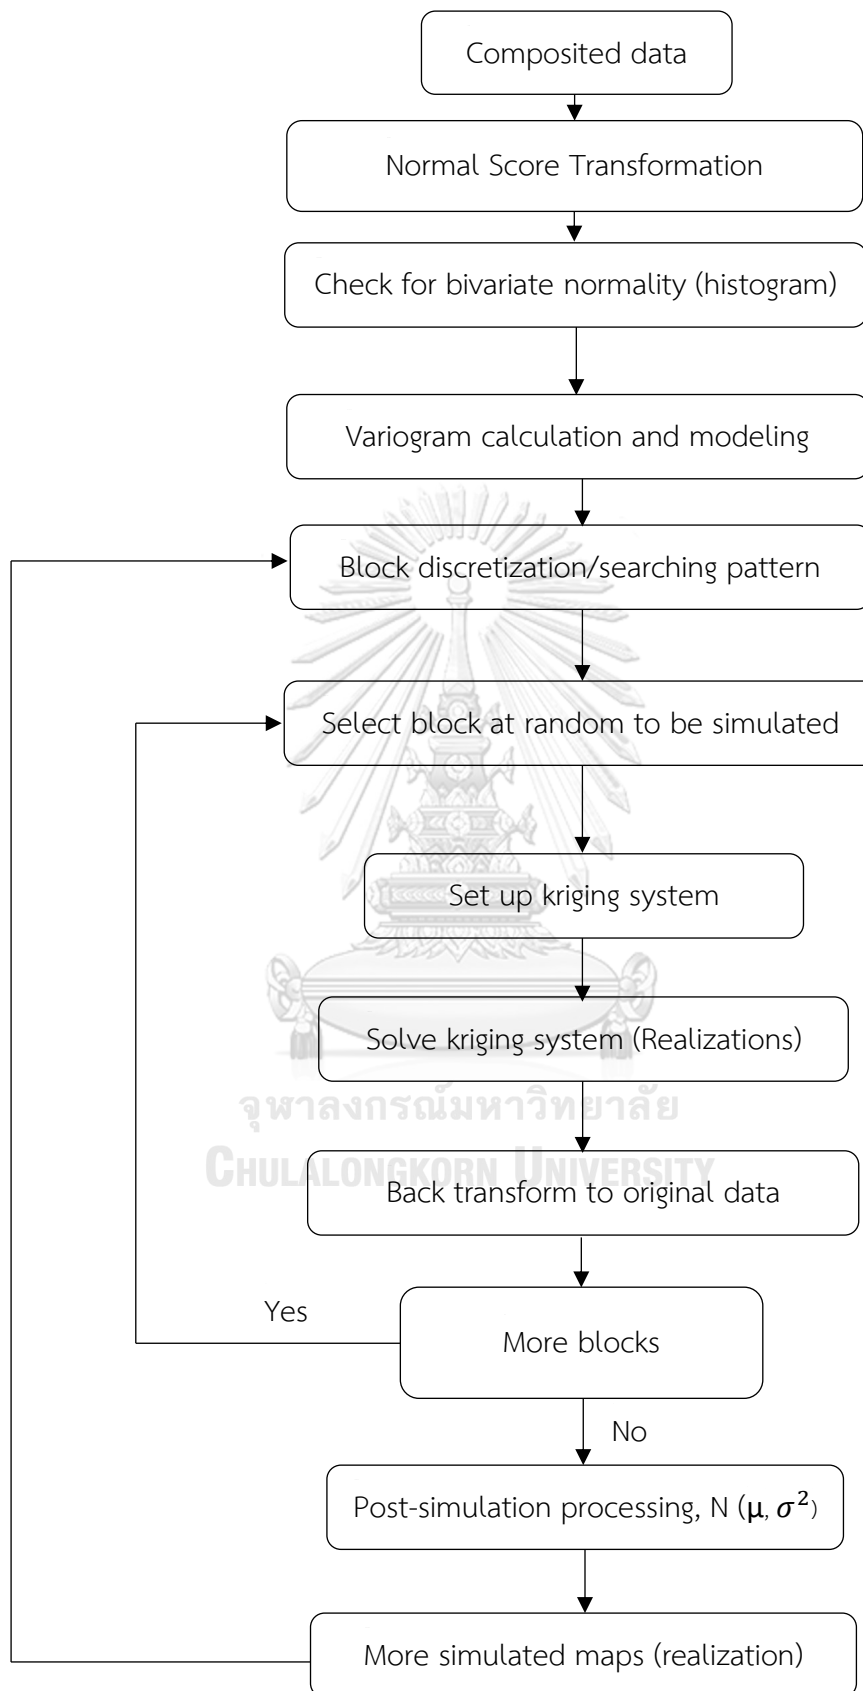 Composited data
Normal Score Transformation
Check for bivariate normality (histogram)
Variogram calculation and modeling
Block discretization/searching pattern
Select block at random to be simulated
Set up kriging system
Solve kriging system (Realizations)
จุฬาลงกรณ์มหาวิทยาลัย
CHULALONGKORN UNIVERSITY
Back transform to original data
Yes
More blocks
No
Post-simulation processing, N (μ, σ²)
More simulated maps (realization)